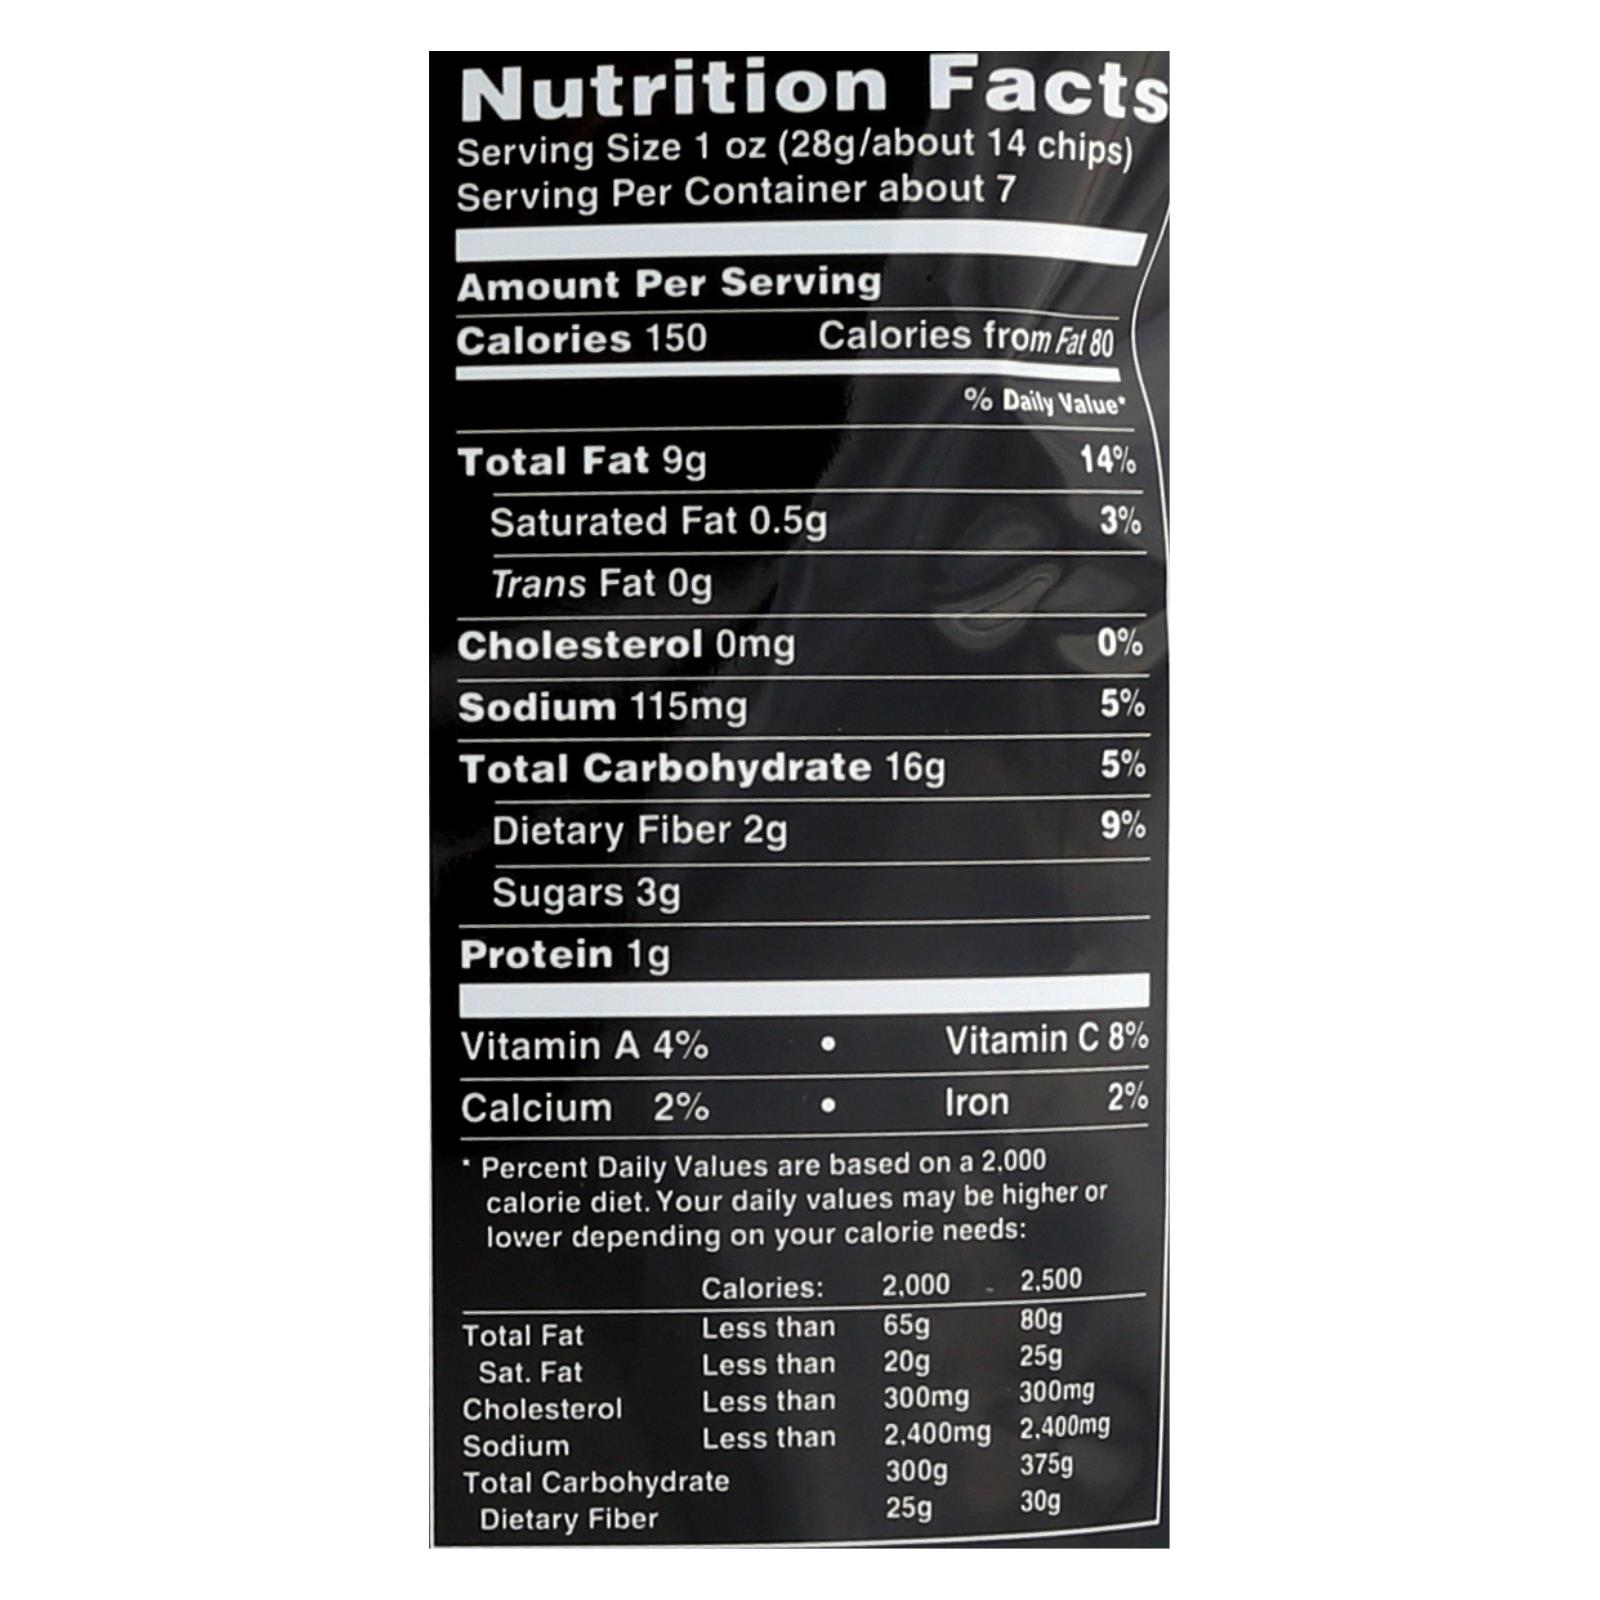 Nutrition Facts
Serving Size 1 oz (28g/about 14 chips)
Serving Per Container about 7
Amount Per Serving
Calories 150 Calories from Fat 80
% Daily Value*
Total Fat 9g 14%
Saturated Fat 0.5g 3%
Trans Fat 0g
Cholesterol 0mg 0%
Sodium 115mg 5%
Total Carbohydrate 16g 5%
Dietary Fiber 2g 9%
Sugars 3g
Protein 1g
Vitamin A 4% • Vitamin C 8%
Calcium 2% • Iron 2%
* Percent Daily Values are based on a 2,000
calorie diet. Your daily values may be higher or
lower depending on your calorie needs:
Calories: 2,000 2,500
Total Fat Less than 65g 80g
Sat. Fat Less than 20g 25g
Cholesterol Less than 300mg 300mg
Sodium Less than 2,400mg 2,400mg
Total Carbohydrate 300g 375g
Dietary Fiber 25g 30g